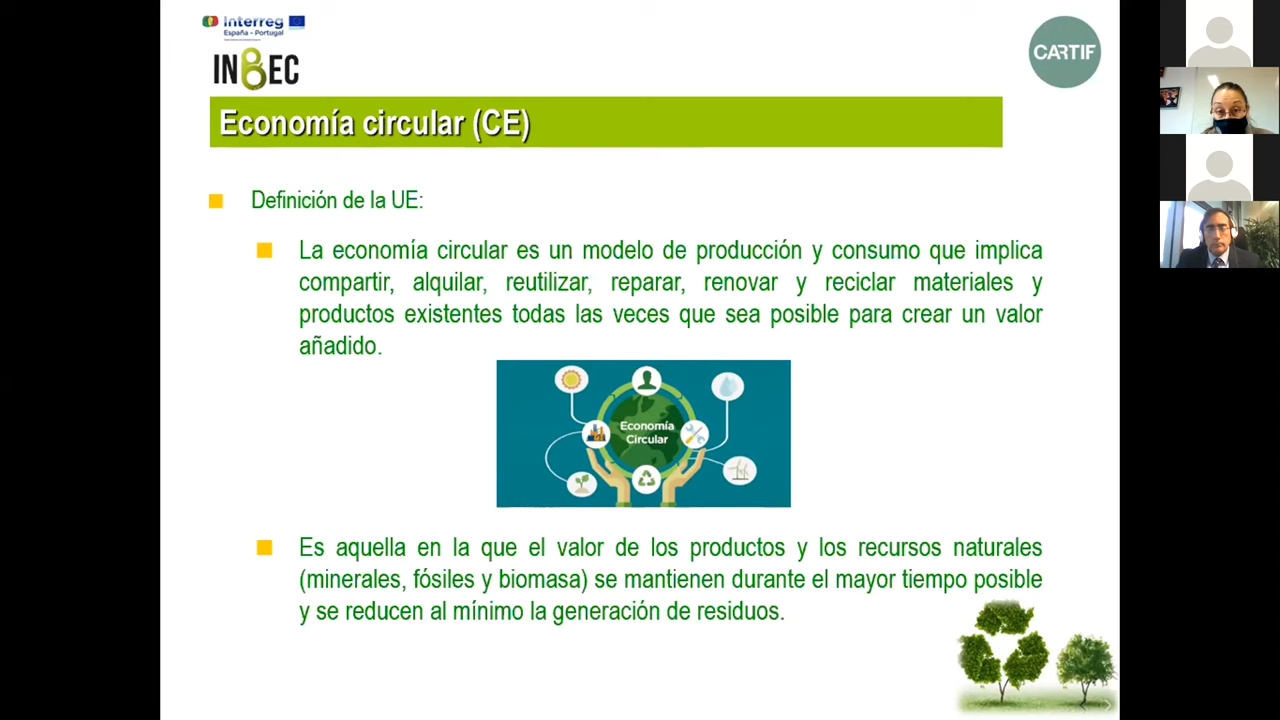 Interreg
España - Portugal
INBEC
CARTIF
Economía circular (CE)
Definición de la UE:
La economía circular es un modelo de producción y consumo que implica
compartir, alquilar, reutilizar, reparar, renovar y reciclar materiales y
productos existentes todas las veces que sea posible para crear un valor
añadido.
Economía
Circular
Es aquella en la que el valor de los productos y los recursos naturales
(minerales, fósiles y biomasa) se mantienen durante el mayor tiempo posible
y se reducen al mínimo la generación de residuos.